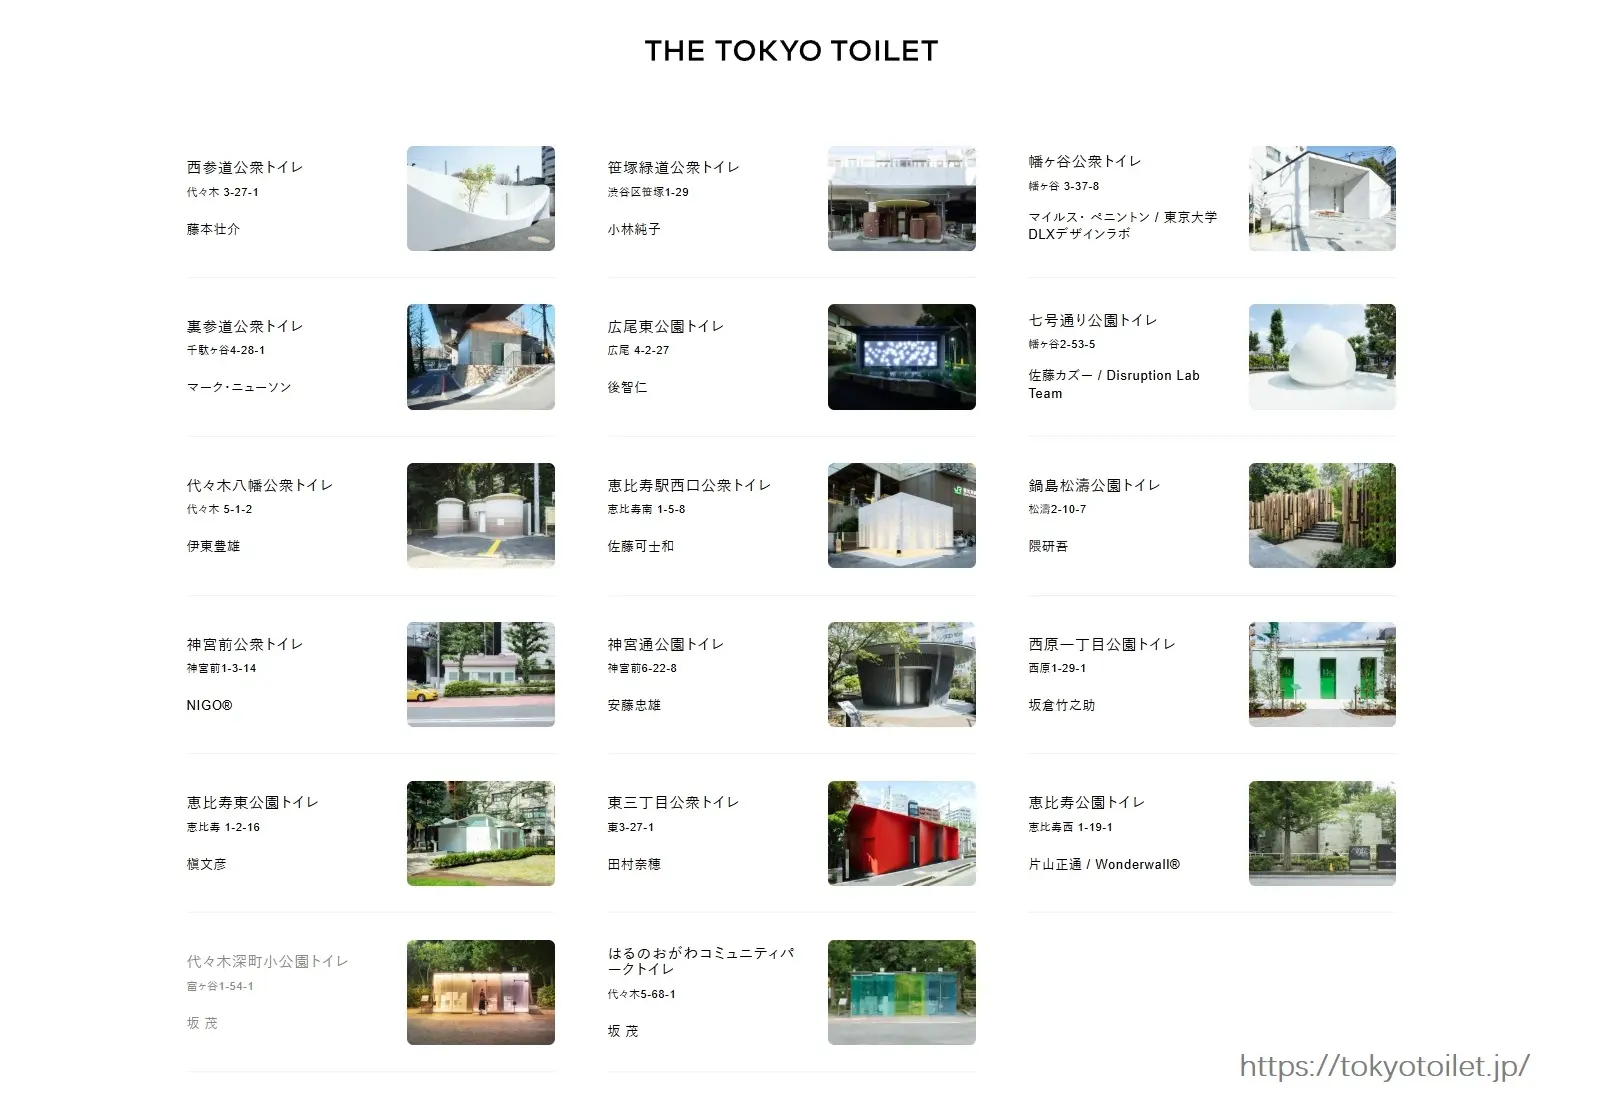 THE TOKYO TOILET
西参道公衆トイレ
代々木 3-27-1
藤本壮介
笹塚緑道公衆トイレ
渋谷区笹塚1-29
小林純子
幡ヶ谷公衆トイレ
幡ヶ谷 3-37-8
マイルス・ペニントン / 東京大学
DLXデザインラボ
裏参道公衆トイレ
千駄ヶ谷4-28-1
マーク・ニューソン
広尾東公園トイレ
広尾 4-2-27
後智仁
七号通り公園トイレ
幡ヶ谷2-53-5
佐藤カズー / Disruption Lab
Team
代々木八幡公衆トイレ
代々木 5-1-2
伊東豊雄
恵比寿駅西口公衆トイレ
恵比寿南 1-5-8
佐藤可士和
鍋島松濤公園トイレ
松濤2-10-7
隈研吾
神宮前公衆トイレ
神宮前1-3-14
NIGO®
神宮通公園トイレ
神宮前6-22-8
安藤忠雄
西原一丁目公園トイレ
西原1-29-1
坂倉竹之助
恵比寿東公園トイレ
恵比寿 1-2-16
槇文彦
東三丁目公衆トイレ
東3-27-1
田村奈穂
恵比寿公園トイレ
恵比寿西 1-19-1
片山正通 / Wonderwall®
代々木深町小公園トイレ
富ヶ谷1-54-1
坂 茂
はるのおがわコミュニティパ
ークトイレ
代々木5-68-1
坂 茂
https://tokyotoilet.jp/